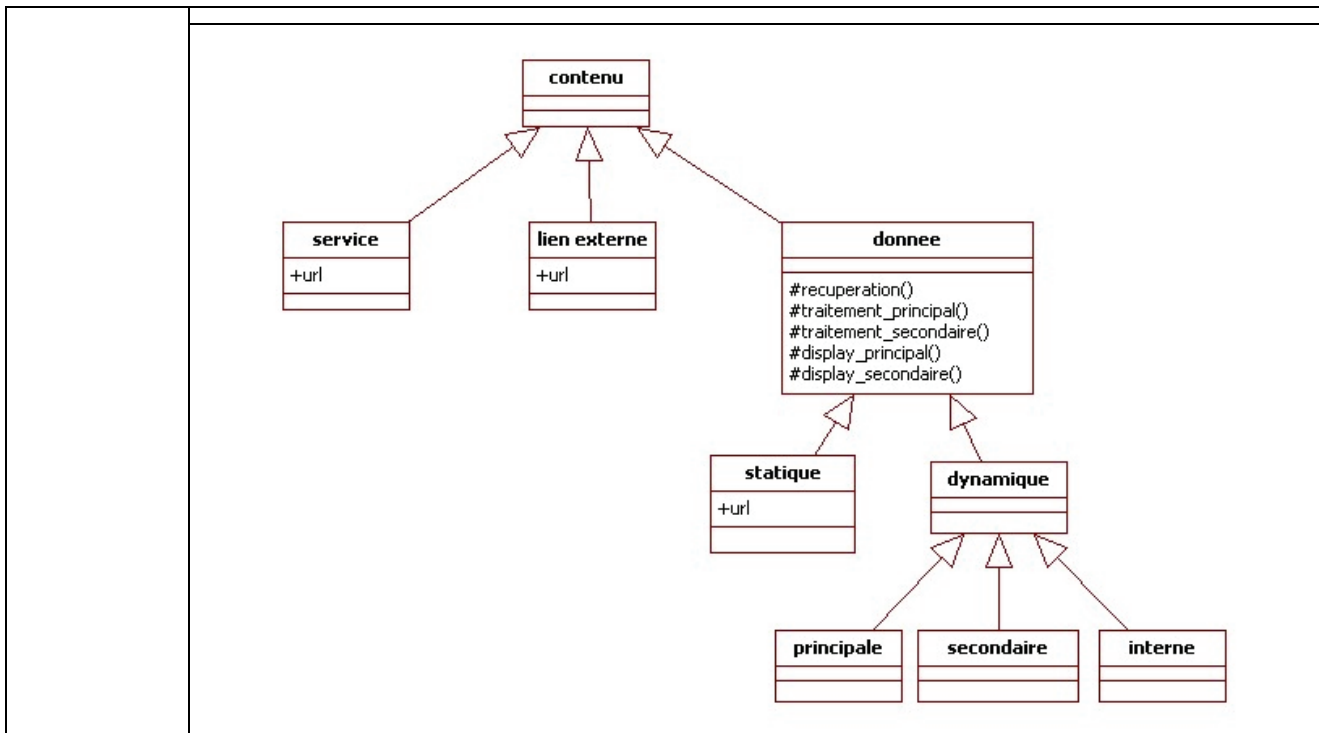 contenu
service
+url
lien externe
+url
donnee
#recuperation()
#traitement_principal()
#traitement_secondaire()
#display_principal()
#display_secondaire()
statique
+url
dynamique
principale
secondaire
interne